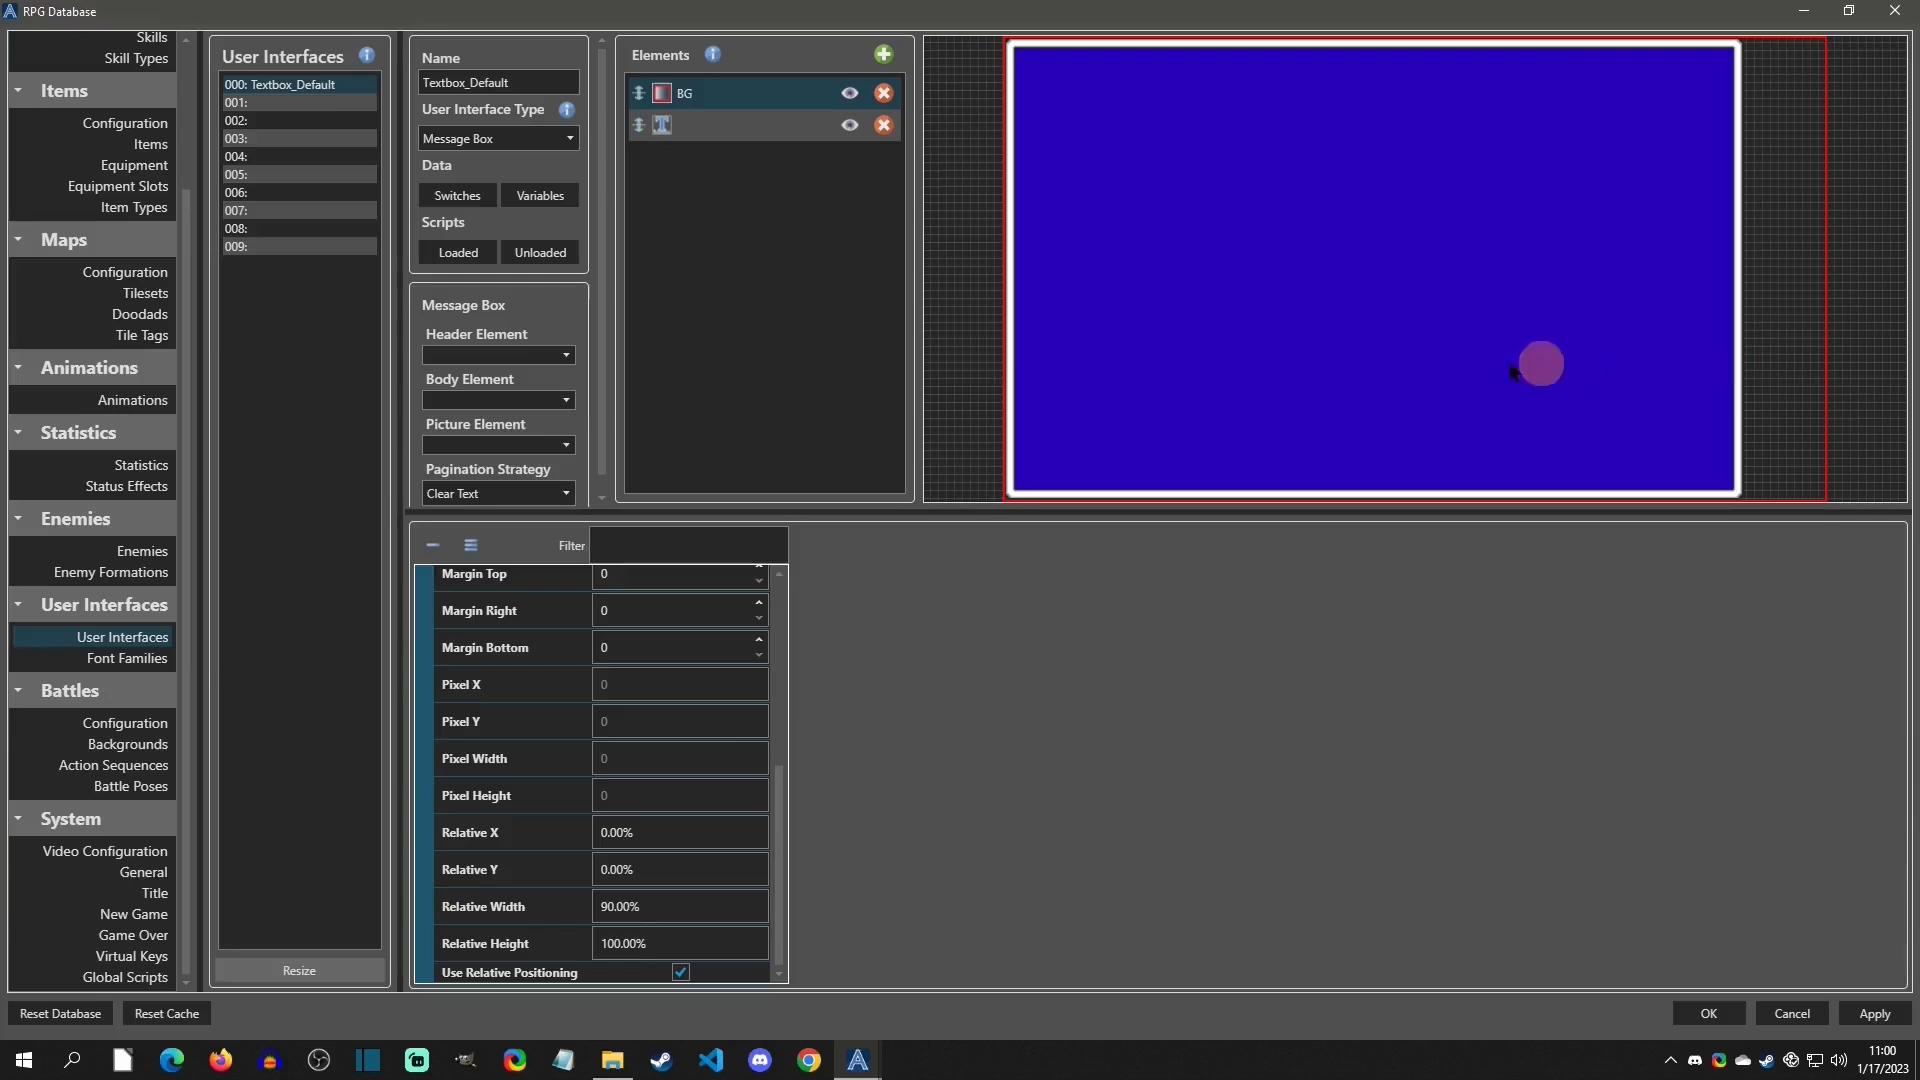 RPG Database
Skills
Skill Types
Items
Configuration
Items
Equipment
Equipment Slots
Item Types
Maps
Configuration
Tilesets
Doodads
Tile Tags
Animations
Animations
Statistics
Statistics
Status Effects
Enemies
Enemies
Enemy Formations
User Interfaces
User Interfaces
Font Families
Battles
Configuration
Backgrounds
Action Sequences
Battle Poses
System
Video Configuration
General
Title
New Game
Game Over
Virtual Keys
Global Scripts
User Interfaces
000: Textbox_Default
001:
002:
003:
004:
005:
006:
007:
008:
009:
Resize
Name
Textbox_Default
User Interface Type
Message Box
Data
Switches Variables
Scripts
Loaded Unloaded
Message Box
Header Element
Body Element
Picture Element
Pagination Strategy
Clear Text
Elements
BG
Filter
Margin Top 0
Margin Right 0
Margin Bottom 0
Pixel X 0
Pixel Y 0
Pixel Width 0
Pixel Height 0
Relative X 0.00%
Relative Y 0.00%
Relative Width 90.00%
Relative Height 100.00%
Use Relative Positioning
Reset Database Reset Cache OK Cancel Apply
11:00
1/17/2023